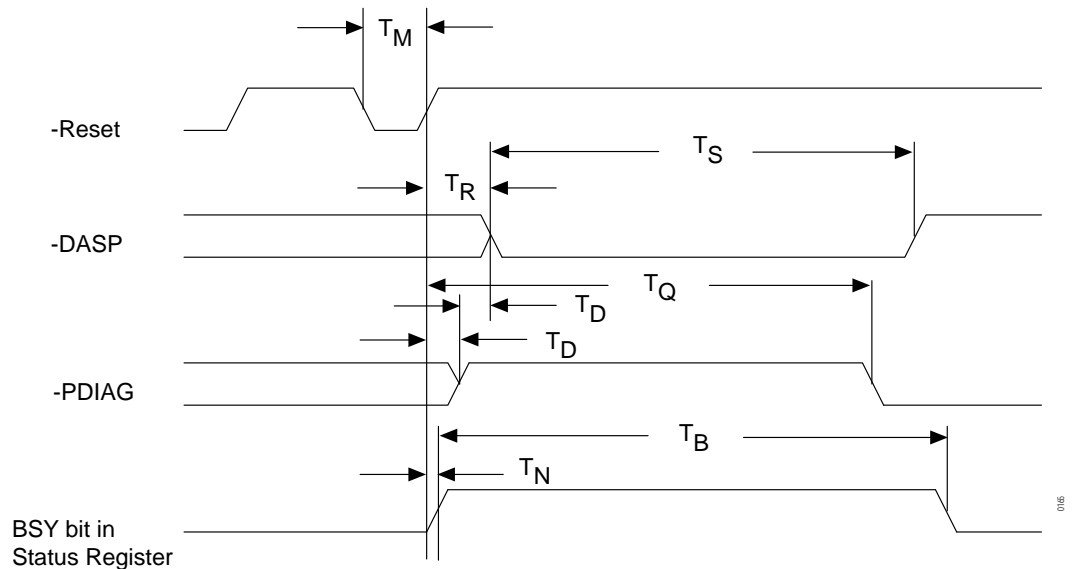 TM
-Reset
TS
TR
-DASP
TQ
TD
TD
-PDIAG
TB
TN
0165
BSY bit in
Status Register